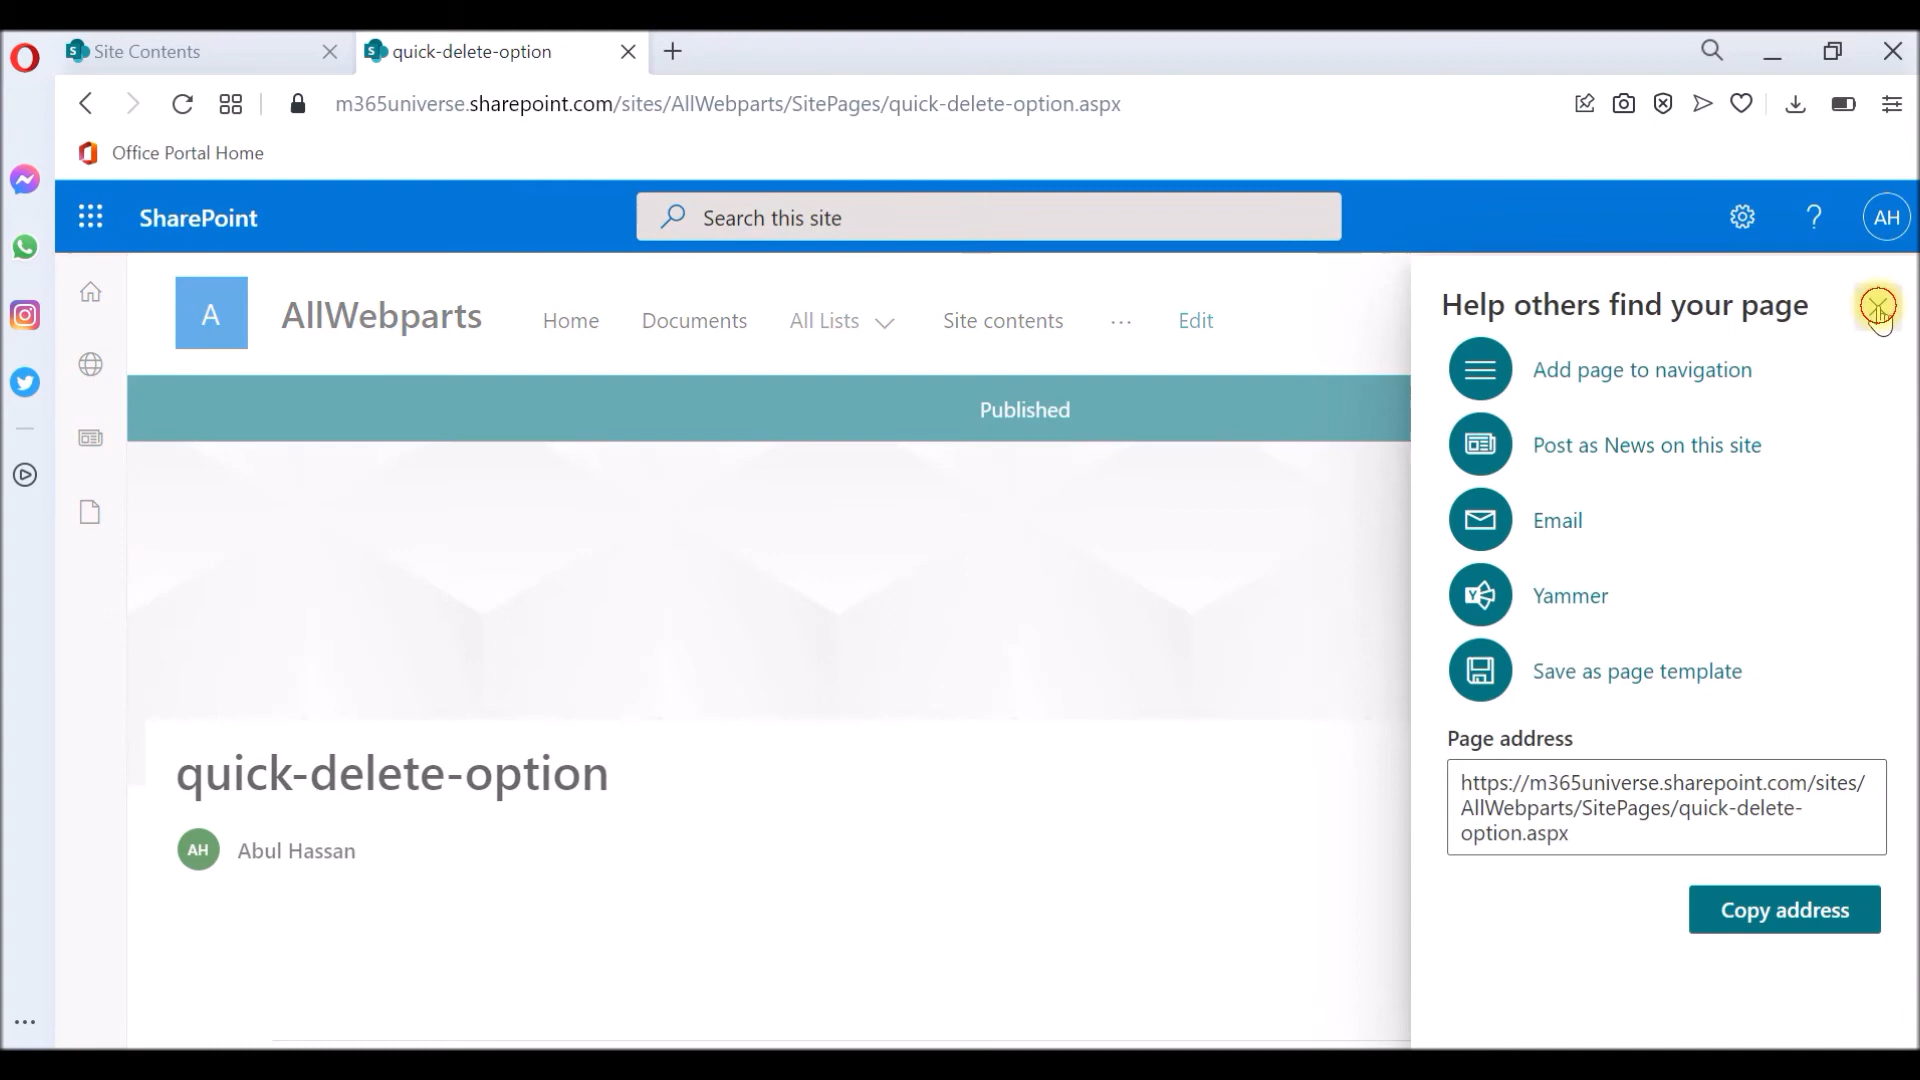 Site Contents
quick-delete-option
m365universe.sharepoint.com/sites/AllWebparts/SitePages/quick-delete-option.aspx
Office Portal Home
SharePoint
Search this site
?
AH
A
AllWebparts
Home
Documents
All Lists
Site contents
...
Edit
Published
quick-delete-option
AH
Abul Hassan
Help others find your page
Add page to navigation
Post as News on this site
Email
Yammer
Save as page template
Page address
https://m365universe.sharepoint.com/sites/
AllWebparts/SitePages/quick-delete-
option.aspx
Copy address